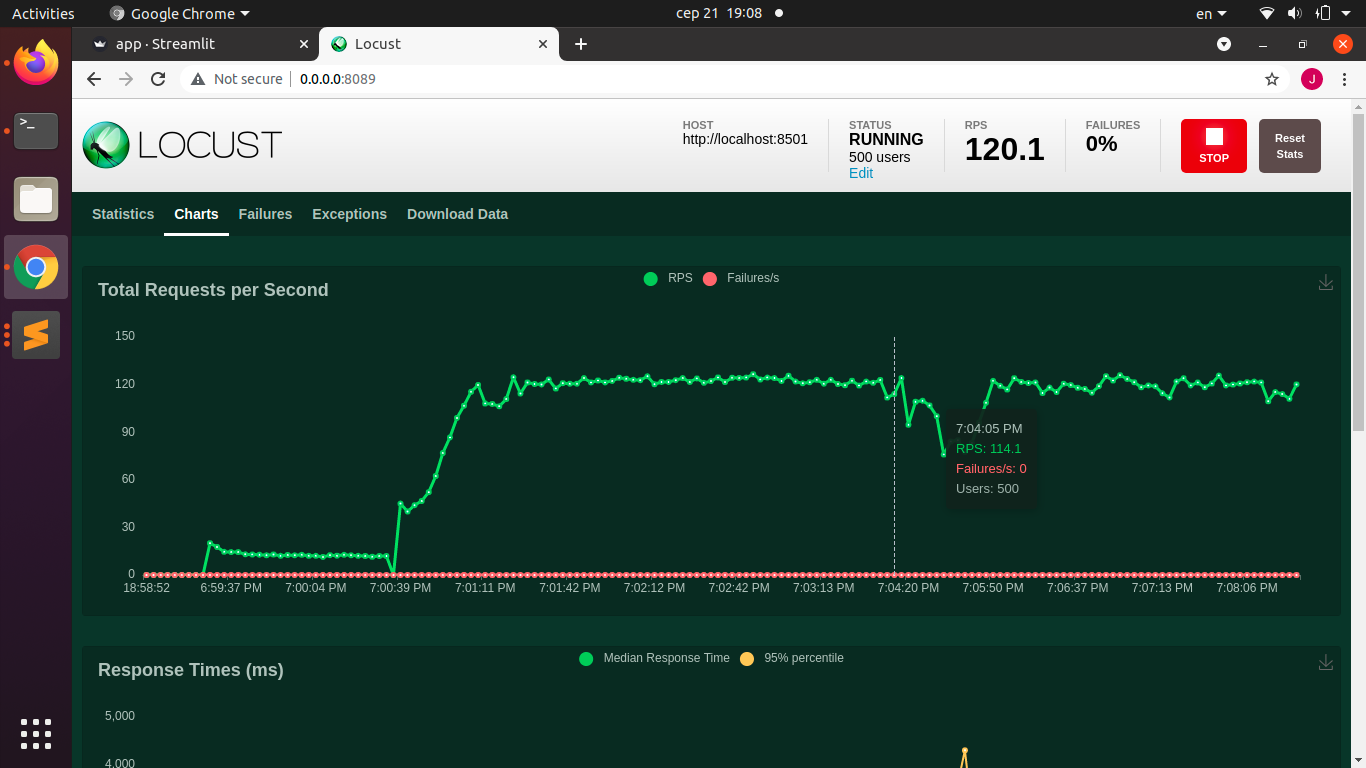 Activities
Google Chrome
сер 21 19:08
en
app · Streamlit
Locust
Not secure
0.0.0.0:8089
J
LOCUST
HOST
http://localhost:8501
STATUS
RUNNING
500 users
Edit
RPS
120.1
FAILURES
0%
STOP
Reset
Stats
Statistics
Charts
Failures
Exceptions
Download Data
Total Requests per Second
RPS
Failures/s
150
120
90
60
30
0
18:58:52
6:59:37 PM
7:00:04 PM
7:00:39 PM
7:01:11 PM
7:01:42 PM
7:02:12 PM
7:02:42 PM
7:03:13 PM
7:04:20 PM
7:05:50 PM
7:06:37 PM
7:07:13 PM
7:08:06 PM
7:04:05 PM
RPS: 114.1
Failures/s: 0
Users: 500
Response Times (ms)
Median Response Time
95% percentile
5,000
4,000